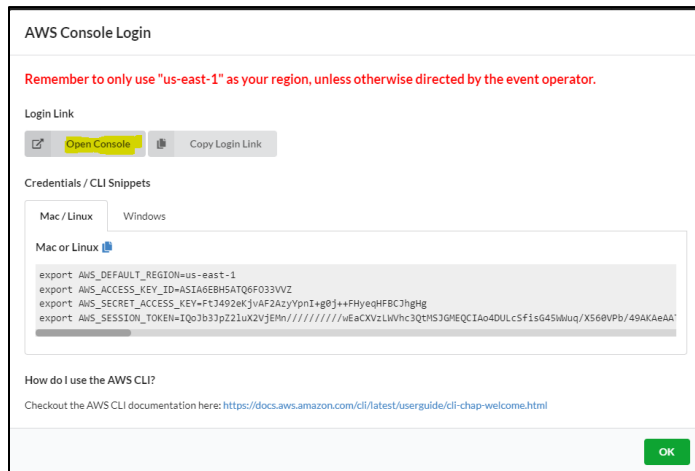 AWS Console Login
Remember to only use "us-east-1" as your region, unless otherwise directed by the event operator.
Login Link
Open Console Copy Login Link
Credentials / CLI Snippets
Mac / Linux Windows
Mac or Linux
export AWS_DEFAULT_REGION=us-east-1
export AWS_ACCESS_KEY_ID=ASIA6EBH5ATQ6FO33VVZ
export AWS_SECRET_ACCESS_KEY=FtJ492eKjvAF2AzyYpnI+g0j++FHyeqHFBCJhgHg
export AWS_SESSION_TOKEN=IQoJb3JpZ2luX2VjEMn//////////wEaCXVzLWVhc3QtMSJGMEQCIAo4DULcSfisG45WWuq/X560VPb/49AKAeAA
How do I use the AWS CLI?
Checkout the AWS CLI documentation here: https://docs.aws.amazon.com/cli/latest/userguide/cli-chap-welcome.html
OK